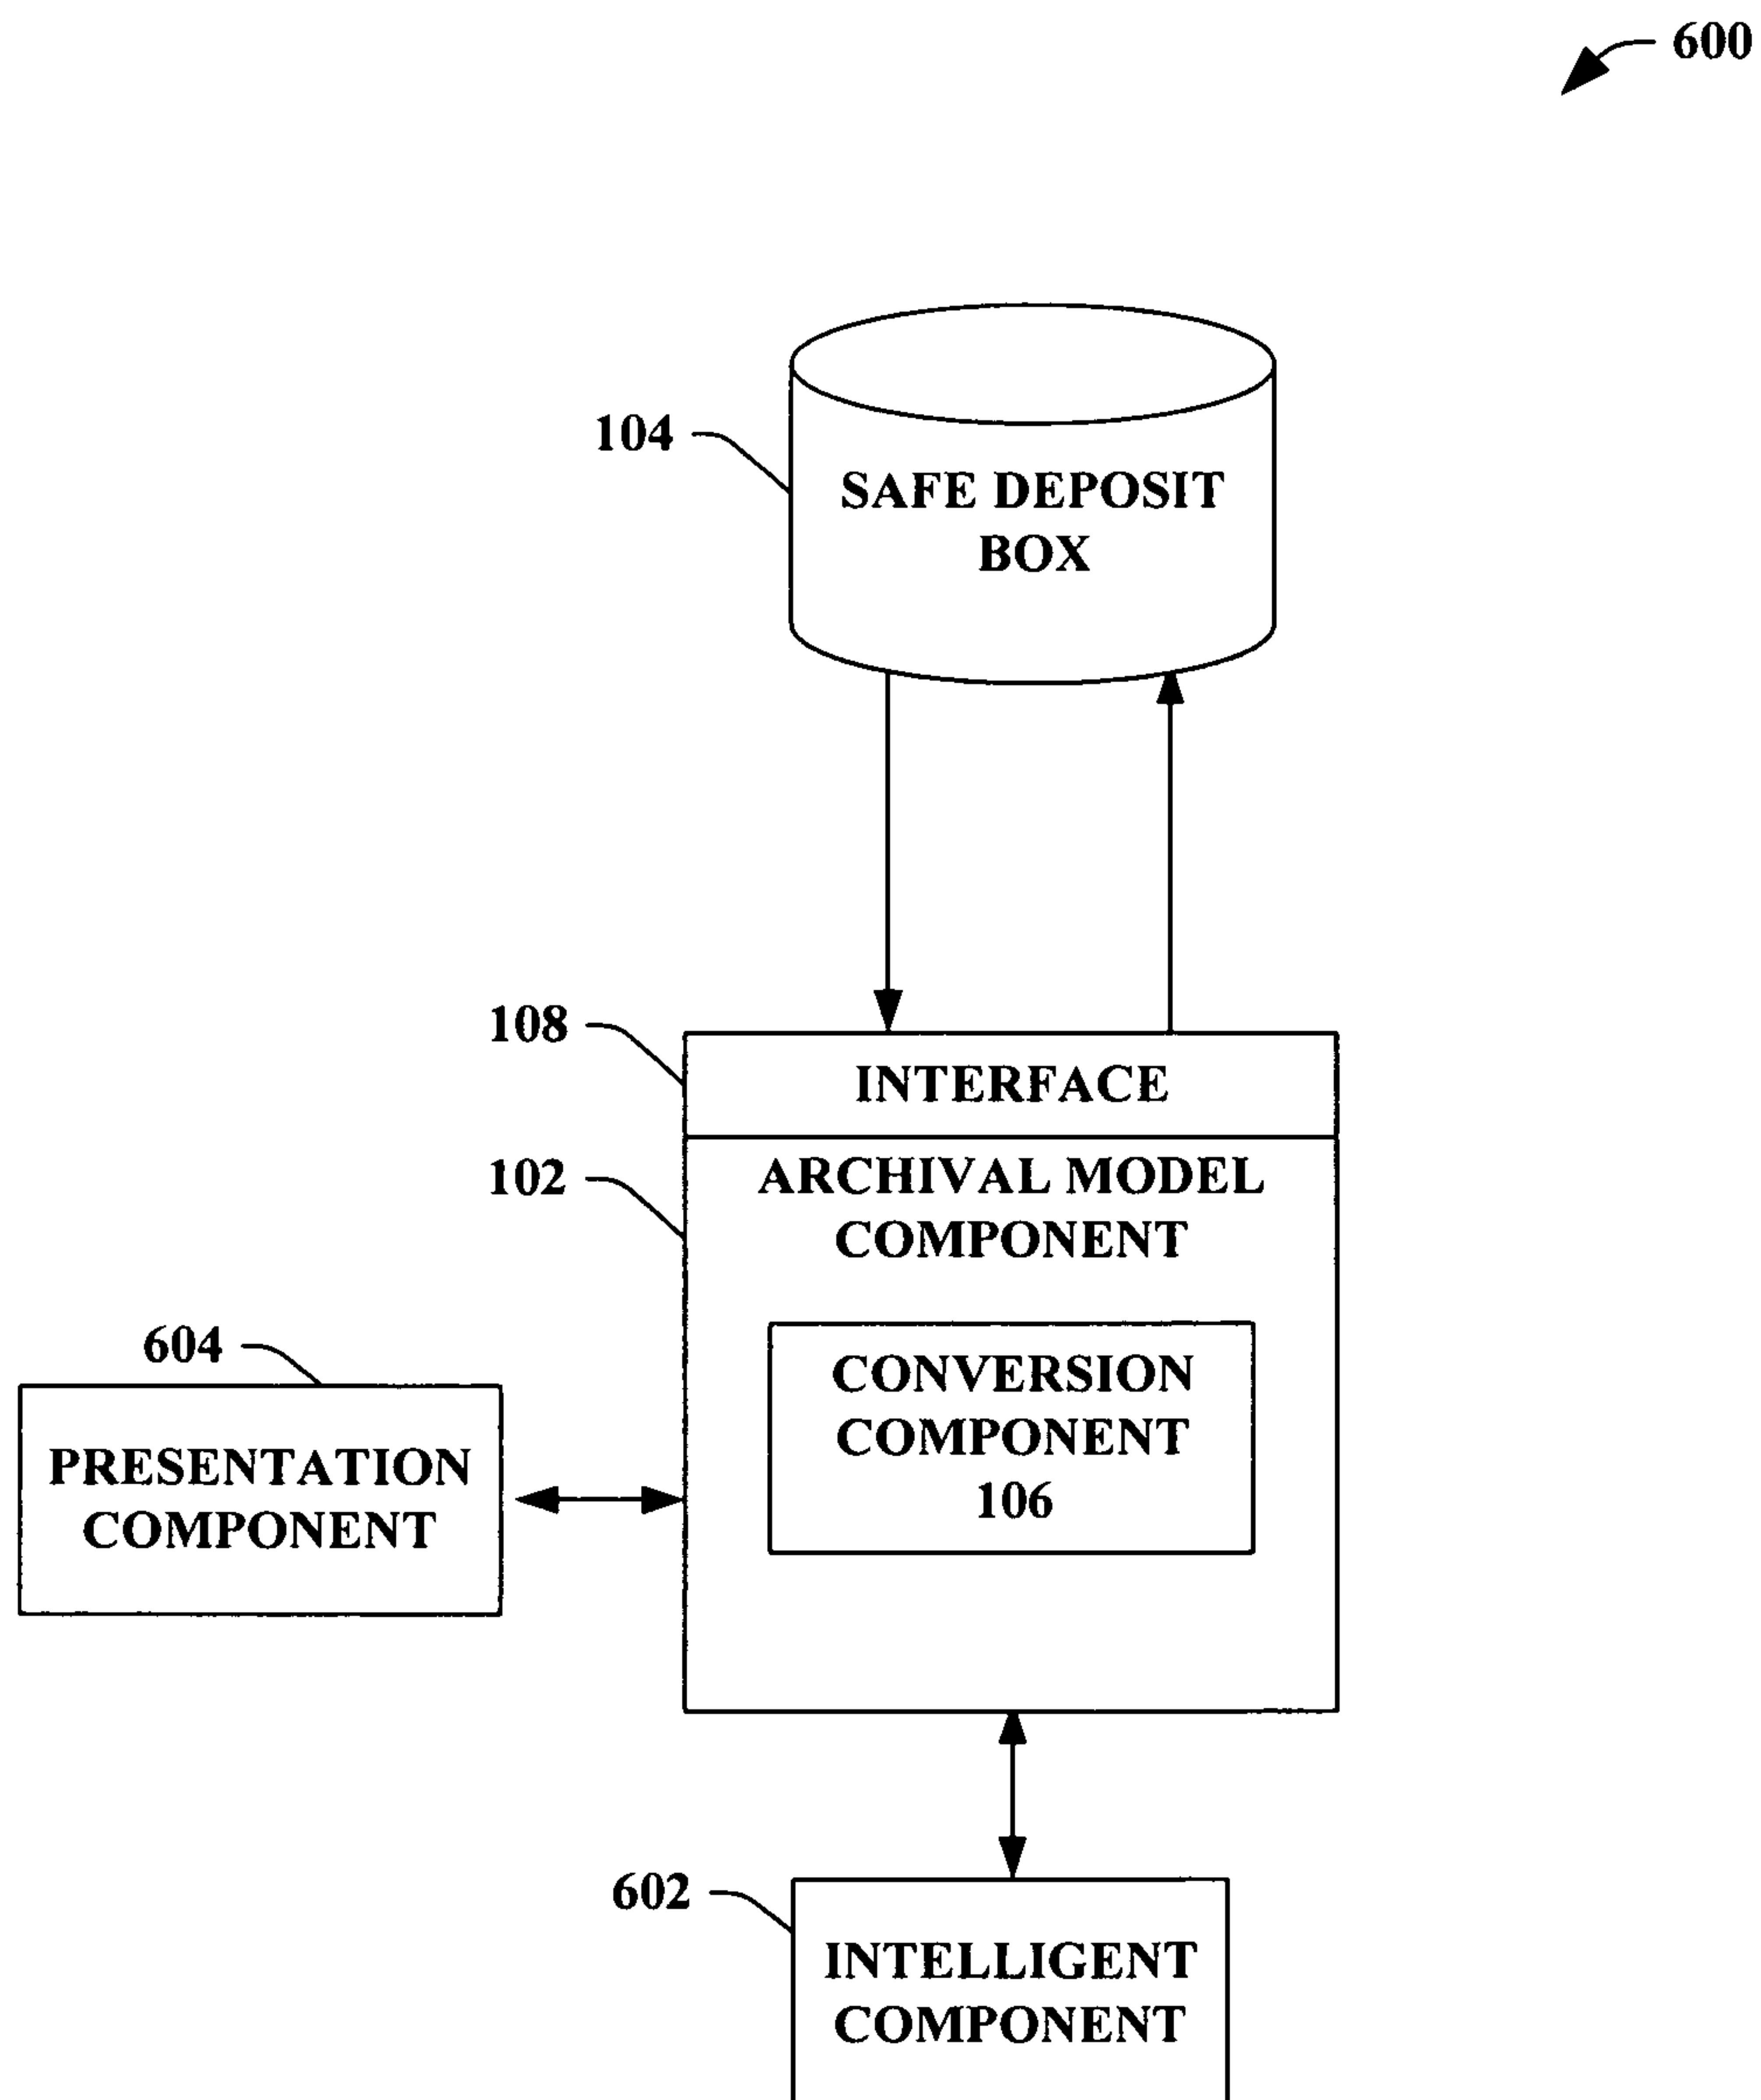 600
104
SAFE DEPOSIT
BOX
108
INTERFACE
102
ARCHIVAL MODEL
COMPONENT
CONVERSION
COMPONENT
106
604
PRESENTATION
COMPONENT
602
INTELLIGENT
COMPONENT